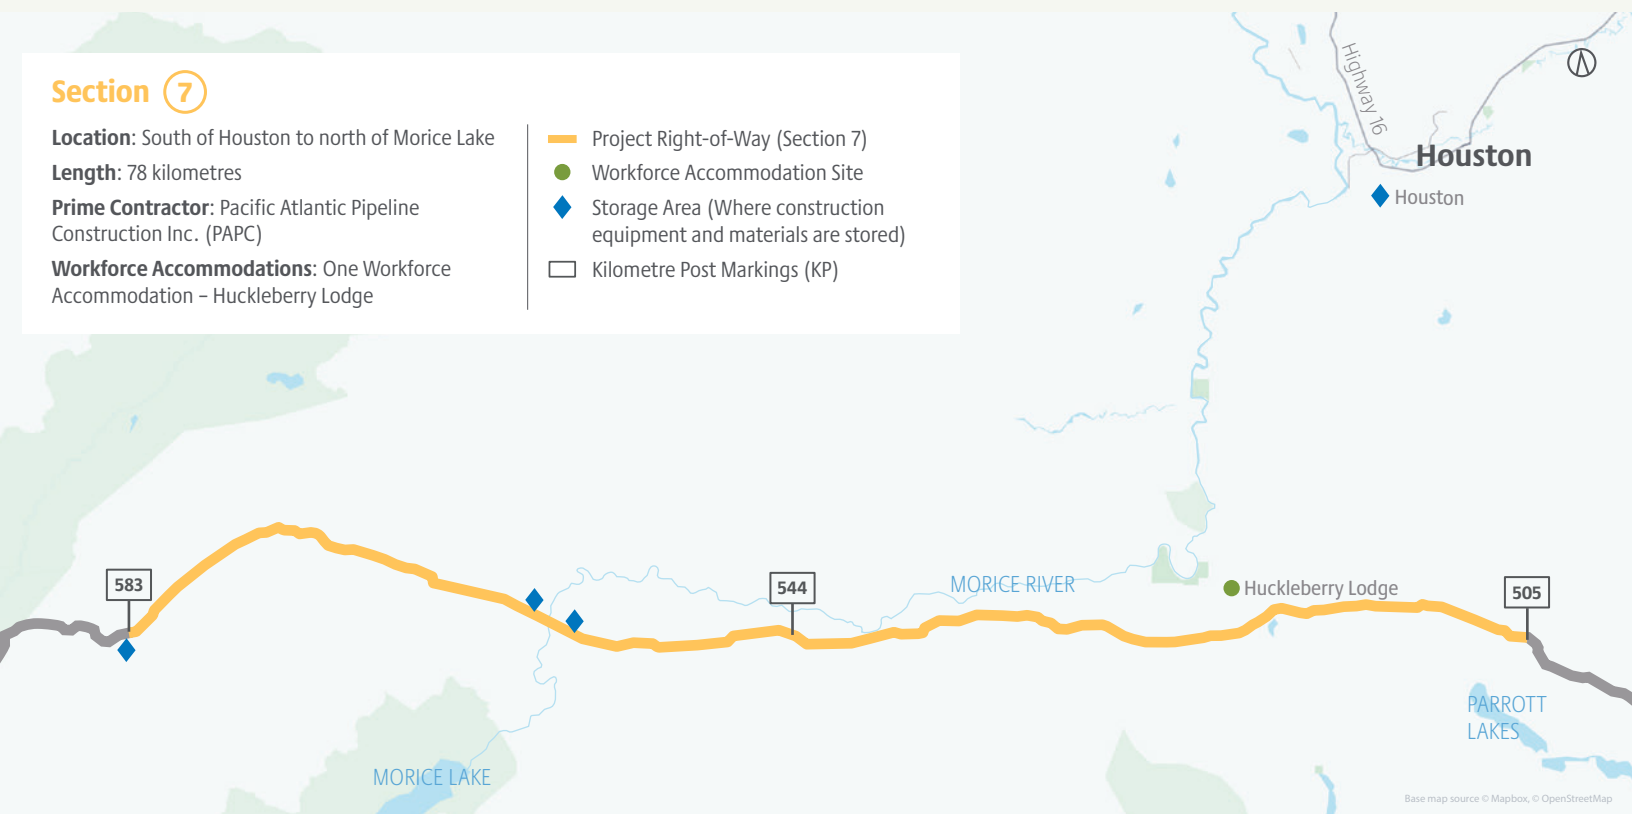 Section 7
Location: South of Houston to north of Morice Lake
Length: 78 kilometres
Prime Contractor: Pacific Atlantic Pipeline
Construction Inc. (PAPC)
Workforce Accommodations: One Workforce
Accommodation – Huckleberry Lodge
Project Right-of-Way (Section 7)
Workforce Accommodation Site
Storage Area (Where construction
equipment and materials are stored)
Kilometre Post Markings (KP)
Highway 16
Houston
Houston
583
544
MORICE RIVER
Huckleberry Lodge
505
PARROTT
LAKES
MORICE LAKE
Base map source © Mapbox, © OpenStreetMap